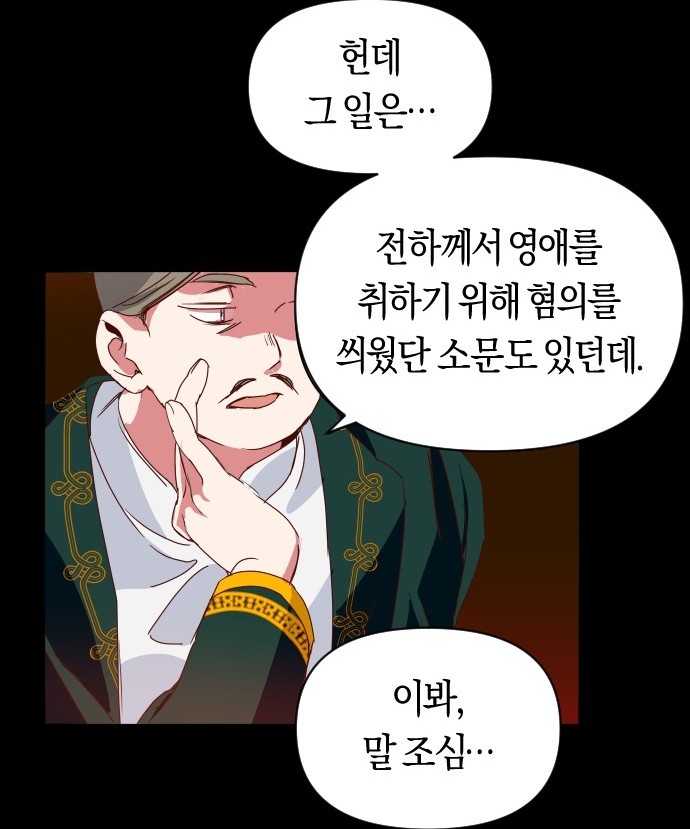 헌데
그 일은…
전하께서 영애를
취하기 위해 혐의를
씌웠단 소문도 있던데.
이봐,
말 조심…